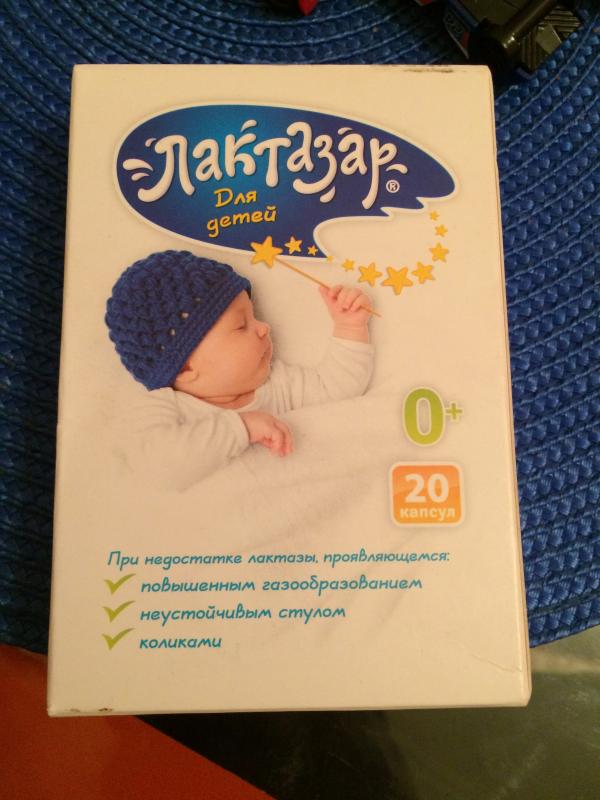 Лактазар®
Для
детей
0+
20
капсул
При недостатке лактазы, проявляющемся:
повышенным газообразованием
неустойчивым стулом
коликами